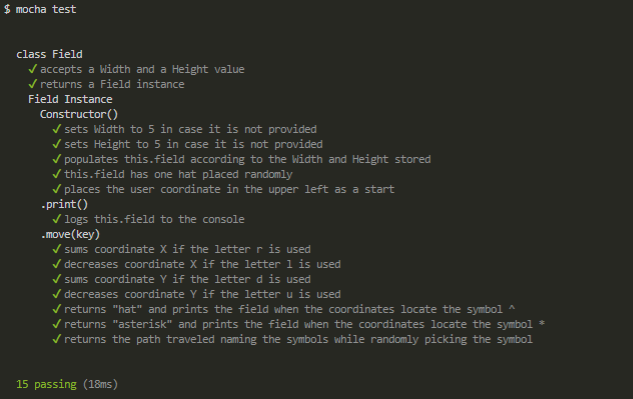 $ mocha test
class Field
✓ accepts a Width and a Height value
✓ returns a Field instance
Field Instance
Constructor()
✓ sets Width to 5 in case it is not provided
✓ sets Height to 5 in case it is not provided
✓ populates this.field according to the Width and Height stored
✓ this.field has one hat placed randomly
✓ places the user coordinate in the upper left as a start
.print()
✓ logs this.field to the console
.move(key)
✓ sums coordinate X if the letter r is used
✓ decreases coordinate X if the letter l is used
✓ sums coordinate Y if the letter d is used
✓ decreases coordinate Y if the letter u is used
✓ returns "hat" and prints the field when the coordinates locate the symbol ^
✓ returns "asterisk" and prints the field when the coordinates locate the symbol *
✓ returns the path traveled naming the symbols while randomly picking the symbol
15 passing (18ms)